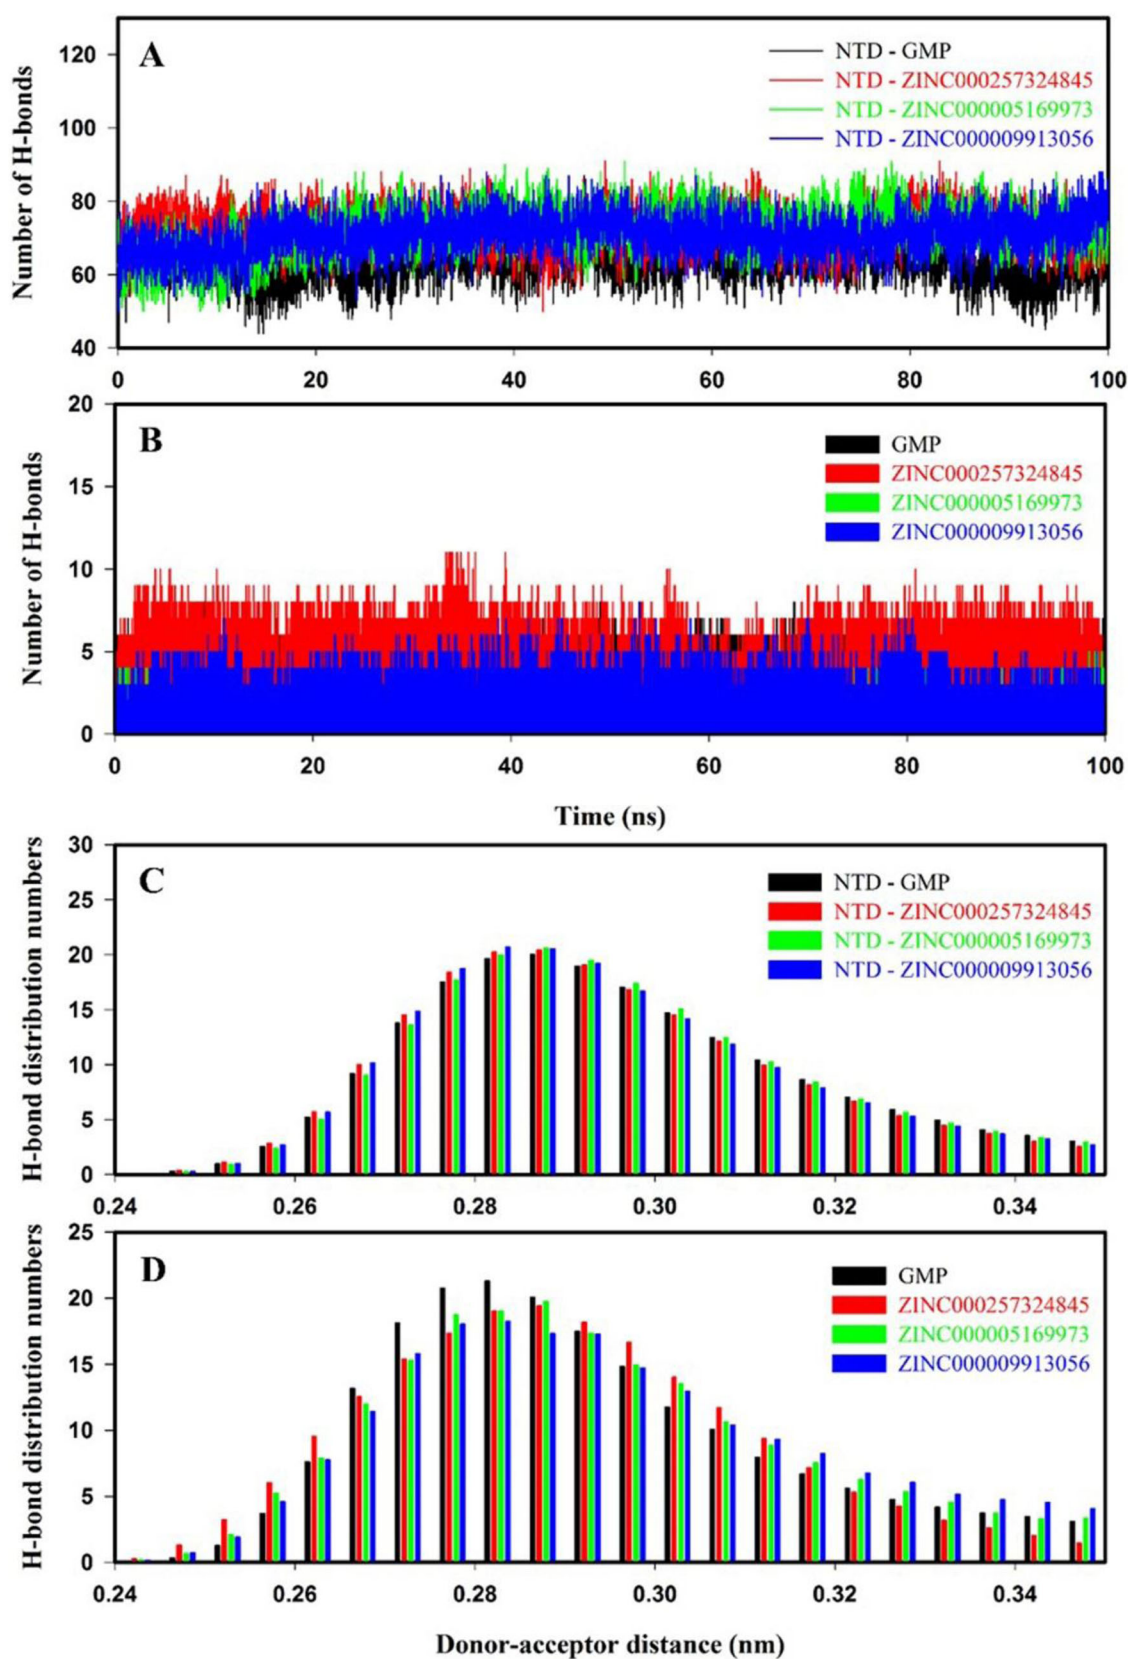 A
Number of H-bonds
120
100
80
60
40
NTD - GMP
NTD - ZINC000257324845
NTD - ZINC000005169973
NTD - ZINC000009913056
0 20 40 60 80 100
B
Number of H-bonds
20
15
10
5
0
GMP
ZINC000257324845
ZINC000005169973
ZINC000009913056
0 20 40 60 80 100
Time (ns)
C
H-bond distribution numbers
30
25
20
15
10
5
0
NTD - GMP
NTD - ZINC000257324845
NTD - ZINC000005169973
NTD - ZINC000009913056
0.24 0.26 0.28 0.30 0.32 0.34
D
H-bond distribution numbers
25
20
15
10
5
0
GMP
ZINC000257324845
ZINC000005169973
ZINC000009913056
0.24 0.26 0.28 0.30 0.32 0.34
Donor-acceptor distance (nm)